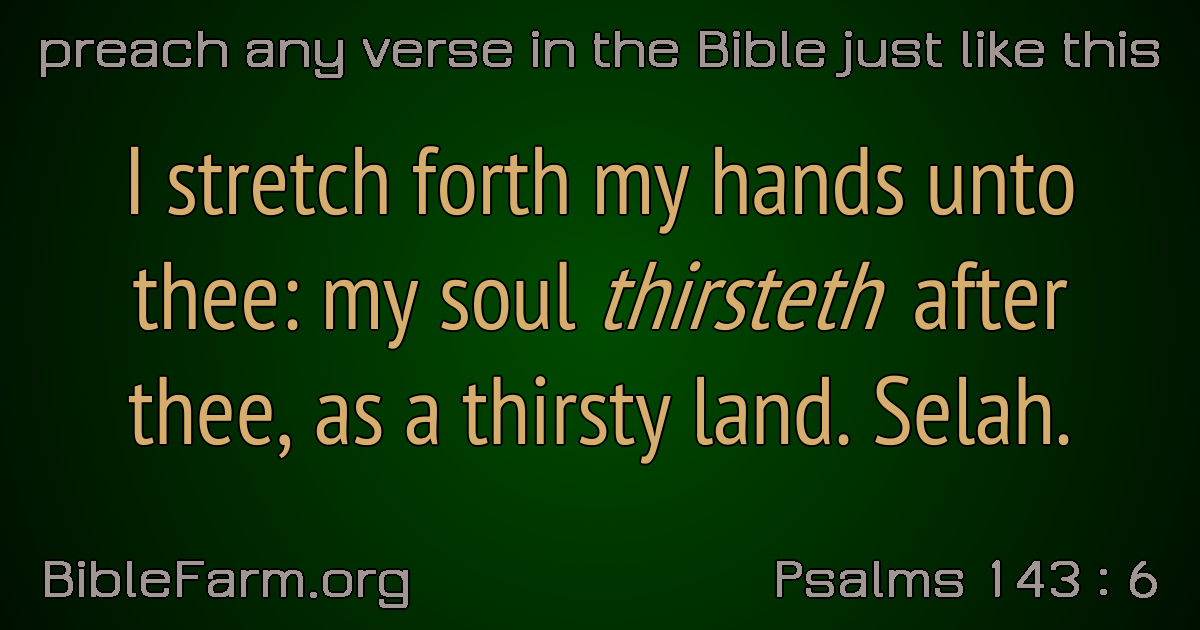 preach any verse in the Bible just like this
I stretch forth my hands unto
thee: my soul thirsteth after
thee, as a thirsty land. Selah.
BibleFarm.org
Psalms 143 : 6